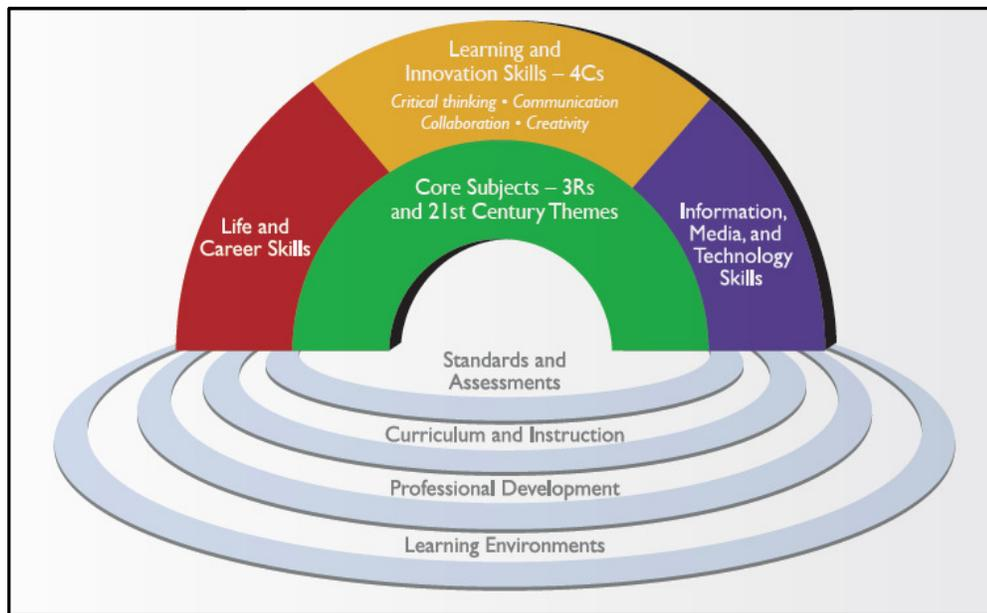 Learning and
Innovation Skills – 4Cs
Critical thinking • Communication
Collaboration • Creativity
Core Subjects – 3Rs
and 21st Century Themes
Life and
Career Skills
Information,
Media, and
Technology
Skills
Standards and
Assessments
Curriculum and Instruction
Professional Development
Learning Environments